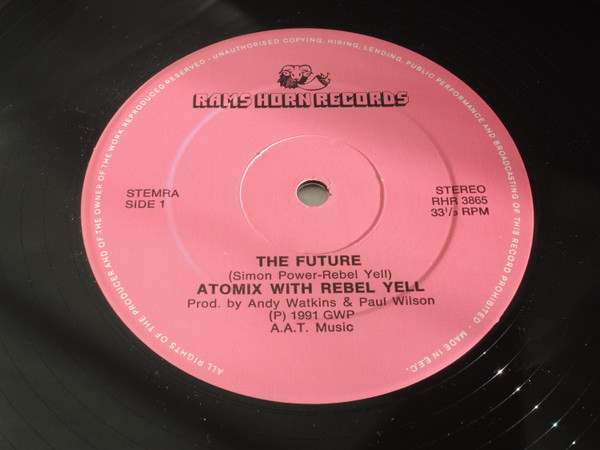 ALL RIGHTS OF THE PRODUCER AND OF THE OWNER OF THE WORK REPRODUCED RESERVED - UNAUTHORISED COPYING, HIRING, LENDING, PUBLIC PERFORMANCE AND BROADCASTING OF THIS RECORD PROHIBITED - MADE IN E.E.C.
RAMS HORN RECORDS
STEMRA
SIDE 1
STEREO
RHR 3865
33 1/3 RPM
THE FUTURE
(Simon Power-Rebel Yell)
ATOMIX WITH REBEL YELL
Prod. by Andy Watkins & Paul Wilson
(P) 1991 GWP
A.A.T. Music